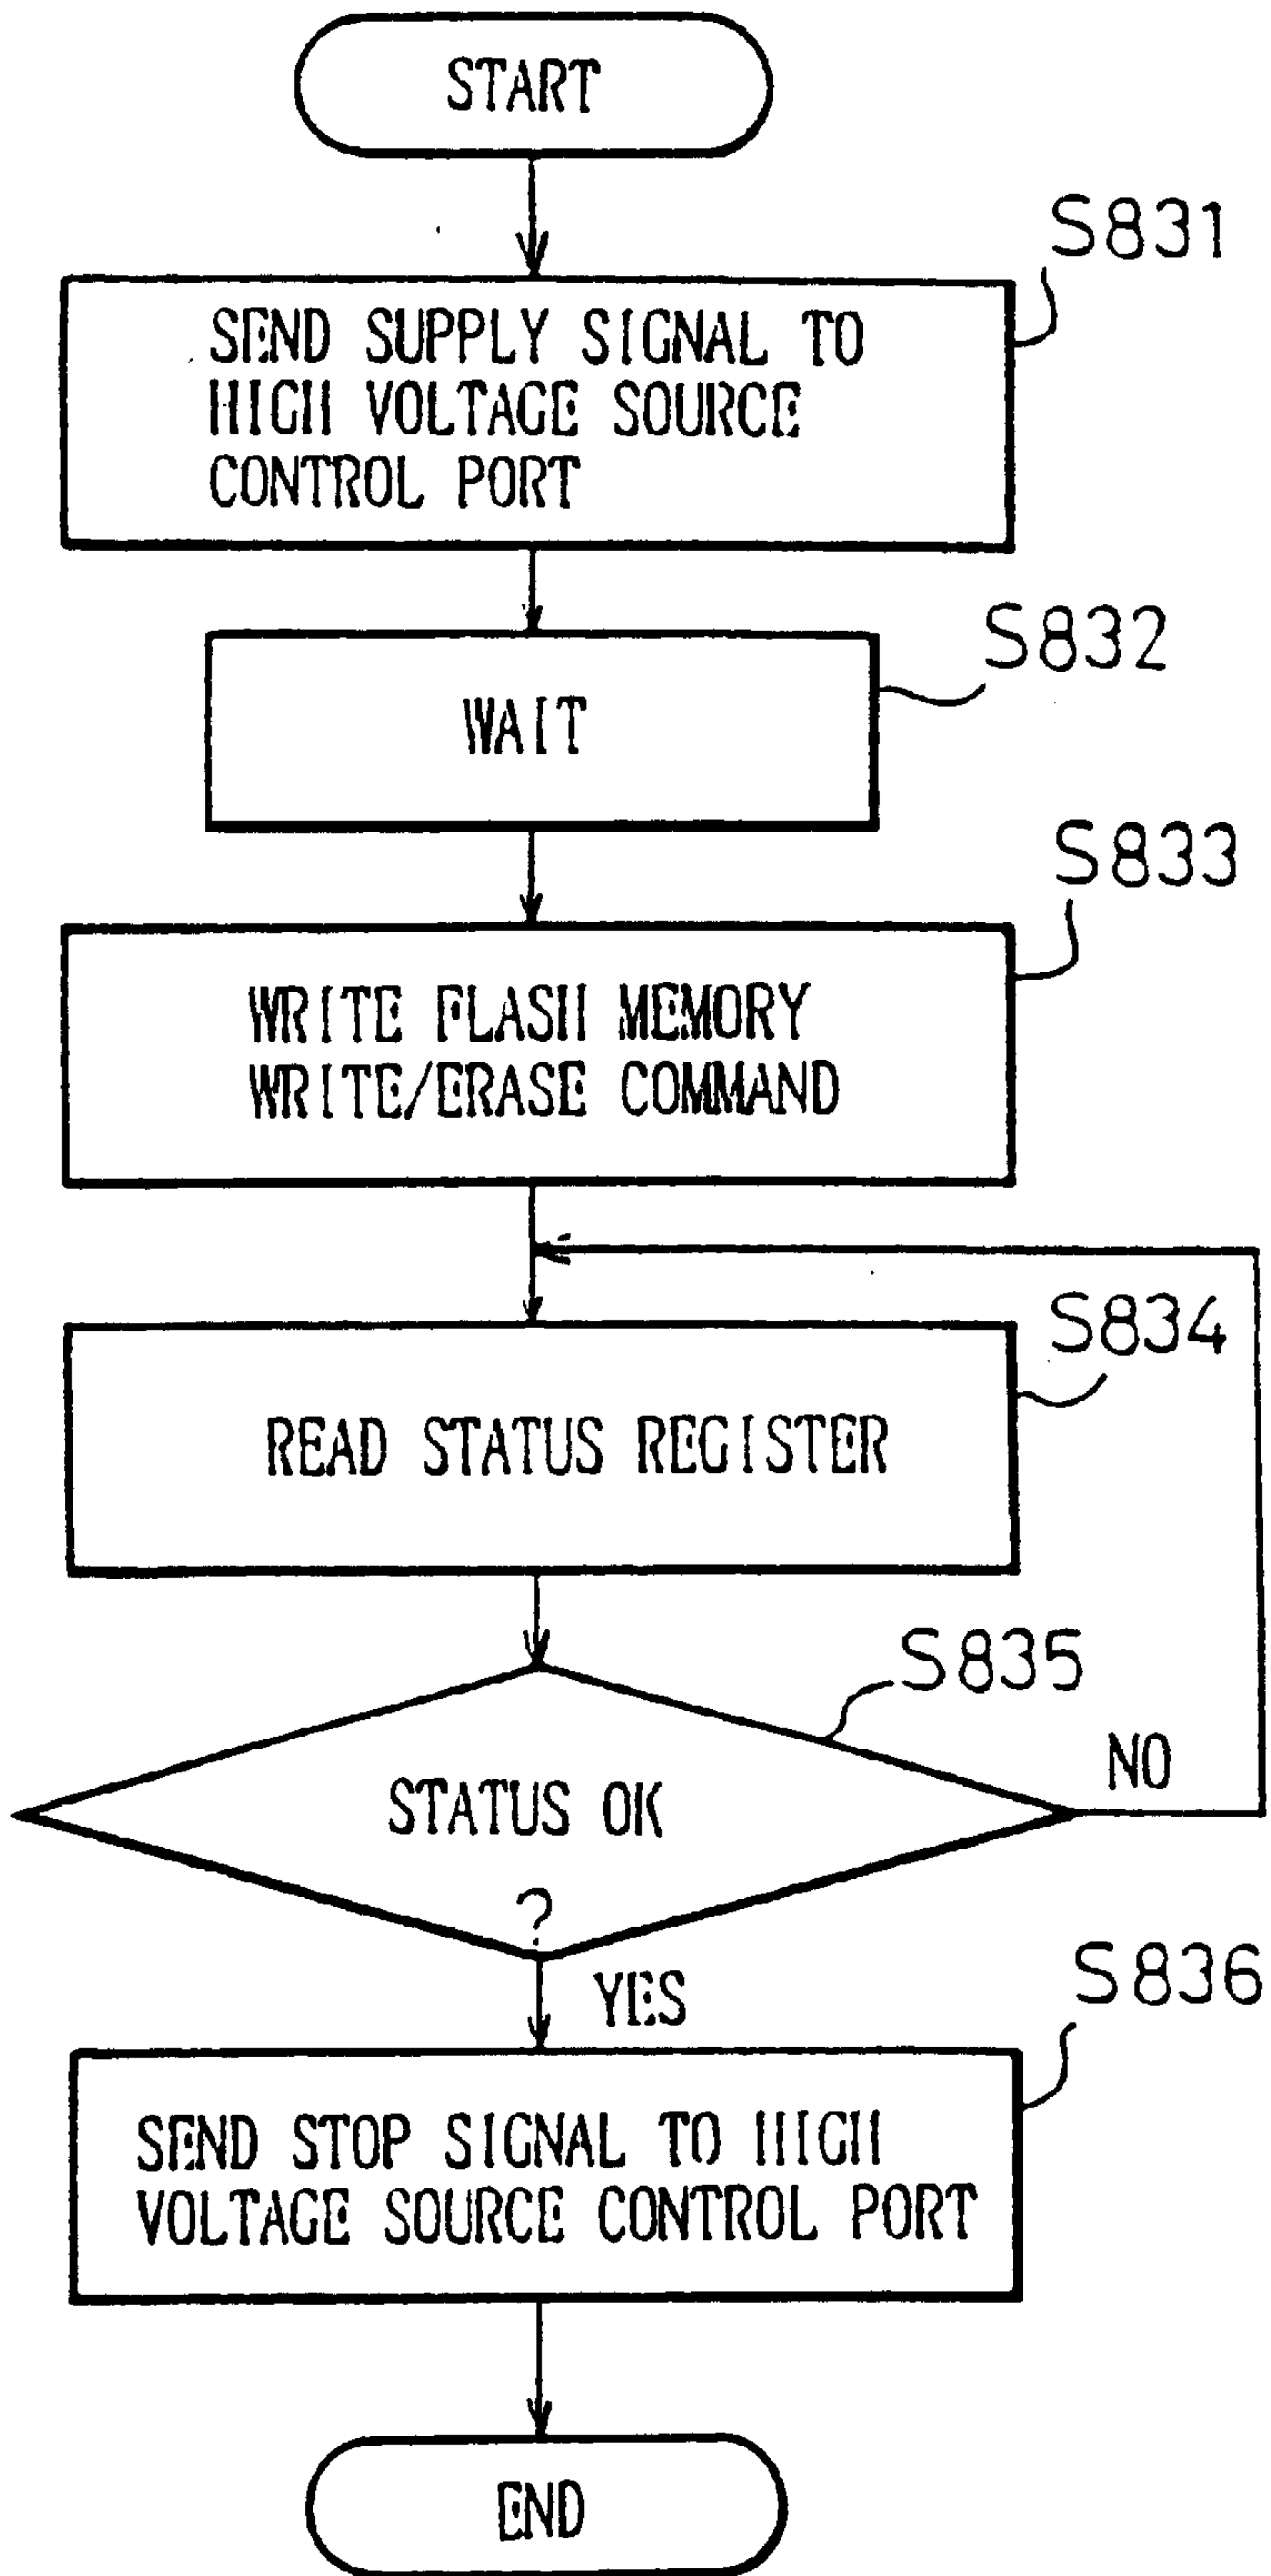 START
S831
SEND SUPPLY SIGNAL TO
HIGH VOLTAGE SOURCE
CONTROL PORT
S832
WAIT
S833
WRITE FLASH MEMORY
WRITE/ERASE COMMAND
S834
READ STATUS REGISTER
S835
NO
STATUS OK
?
YES
S836
SEND STOP SIGNAL TO HIGH
VOLTAGE SOURCE CONTROL PORT
END